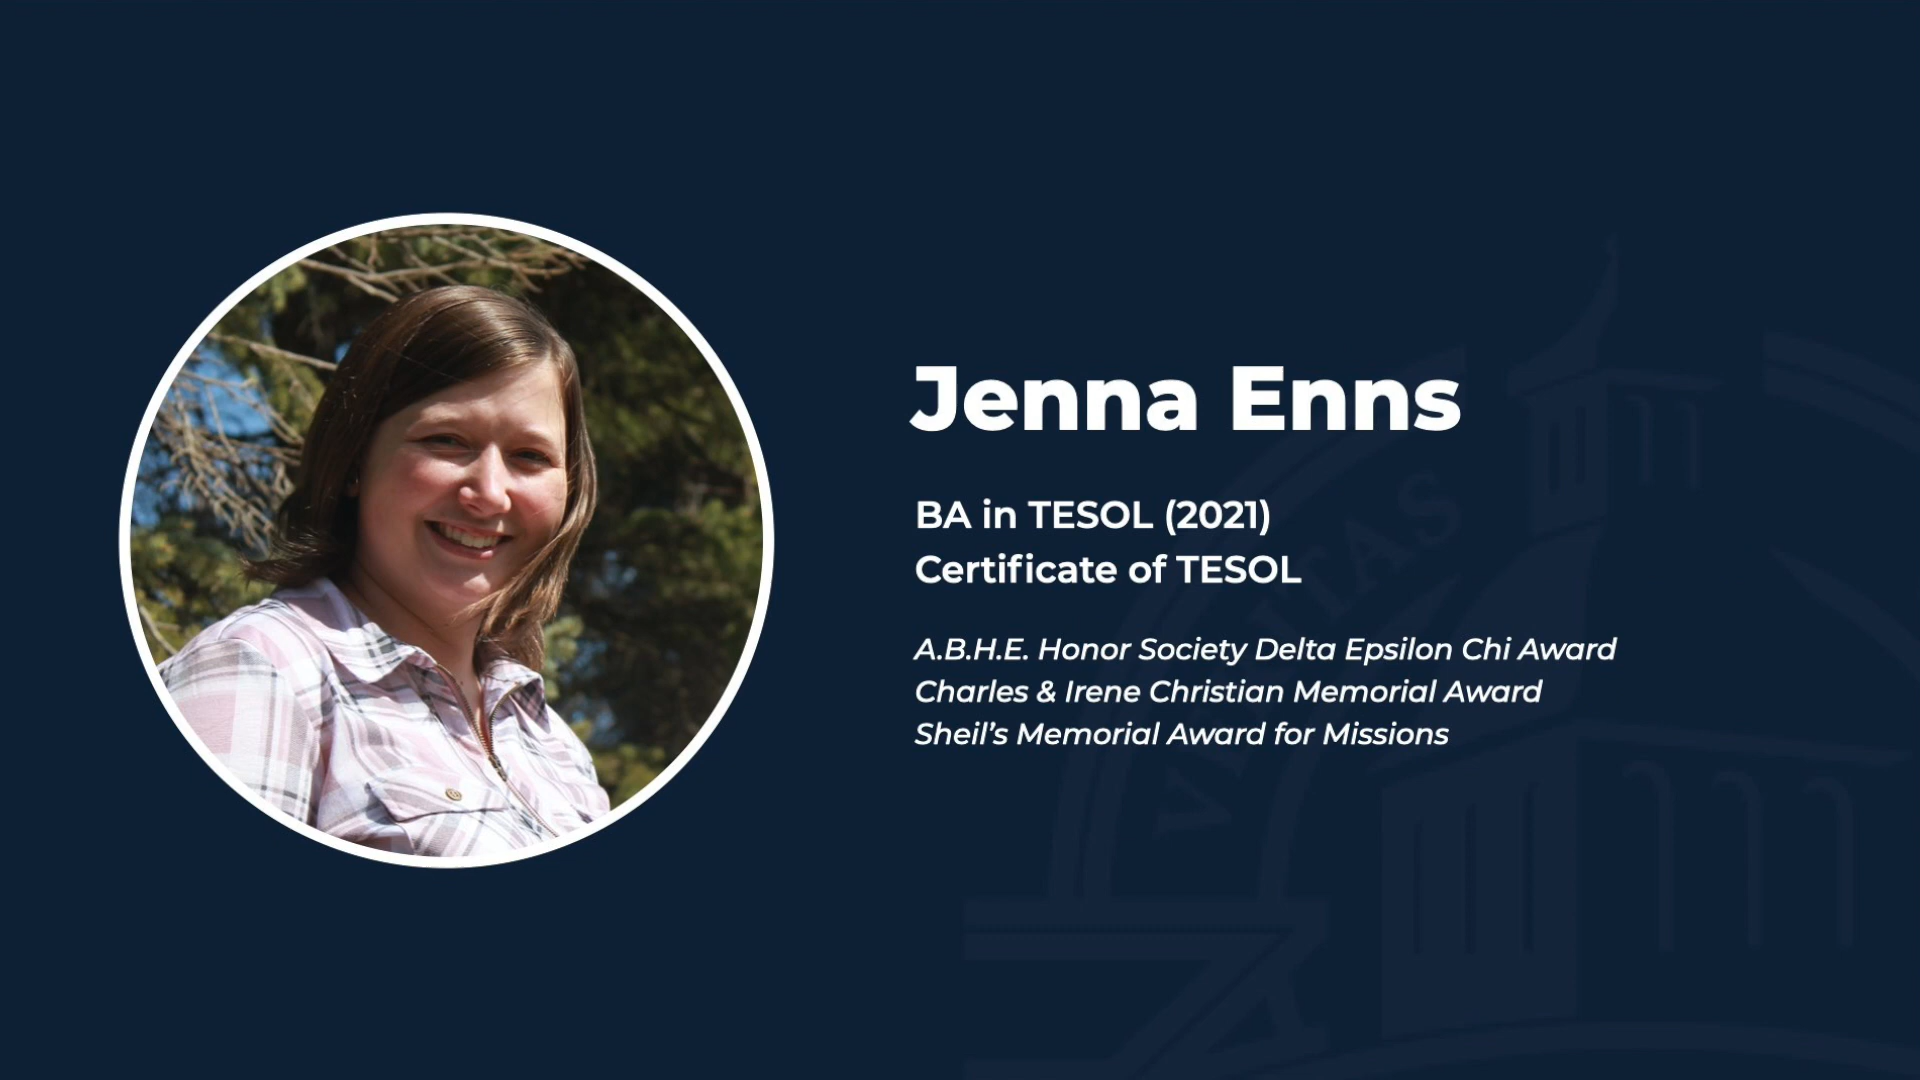 Jenna Enns
BA in TESOL (2021)
Certificate of TESOL
A.B.H.E. Honor Society Delta Epsilon Chi Award
Charles & Irene Christian Memorial Award
Sheil’s Memorial Award for Missions